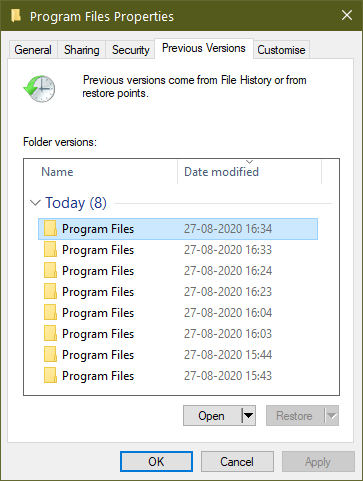 Program Files Properties
General Sharing Security Previous Versions Customise
Previous versions come from File History or from
restore points.
Folder versions:
Name Date modified
Today (8)
Program Files 27-08-2020 16:34
Program Files 27-08-2020 16:33
Program Files 27-08-2020 16:24
Program Files 27-08-2020 16:23
Program Files 27-08-2020 16:04
Program Files 27-08-2020 16:03
Program Files 27-08-2020 15:44
Program Files 27-08-2020 15:43
Open Restore
OK Cancel Apply